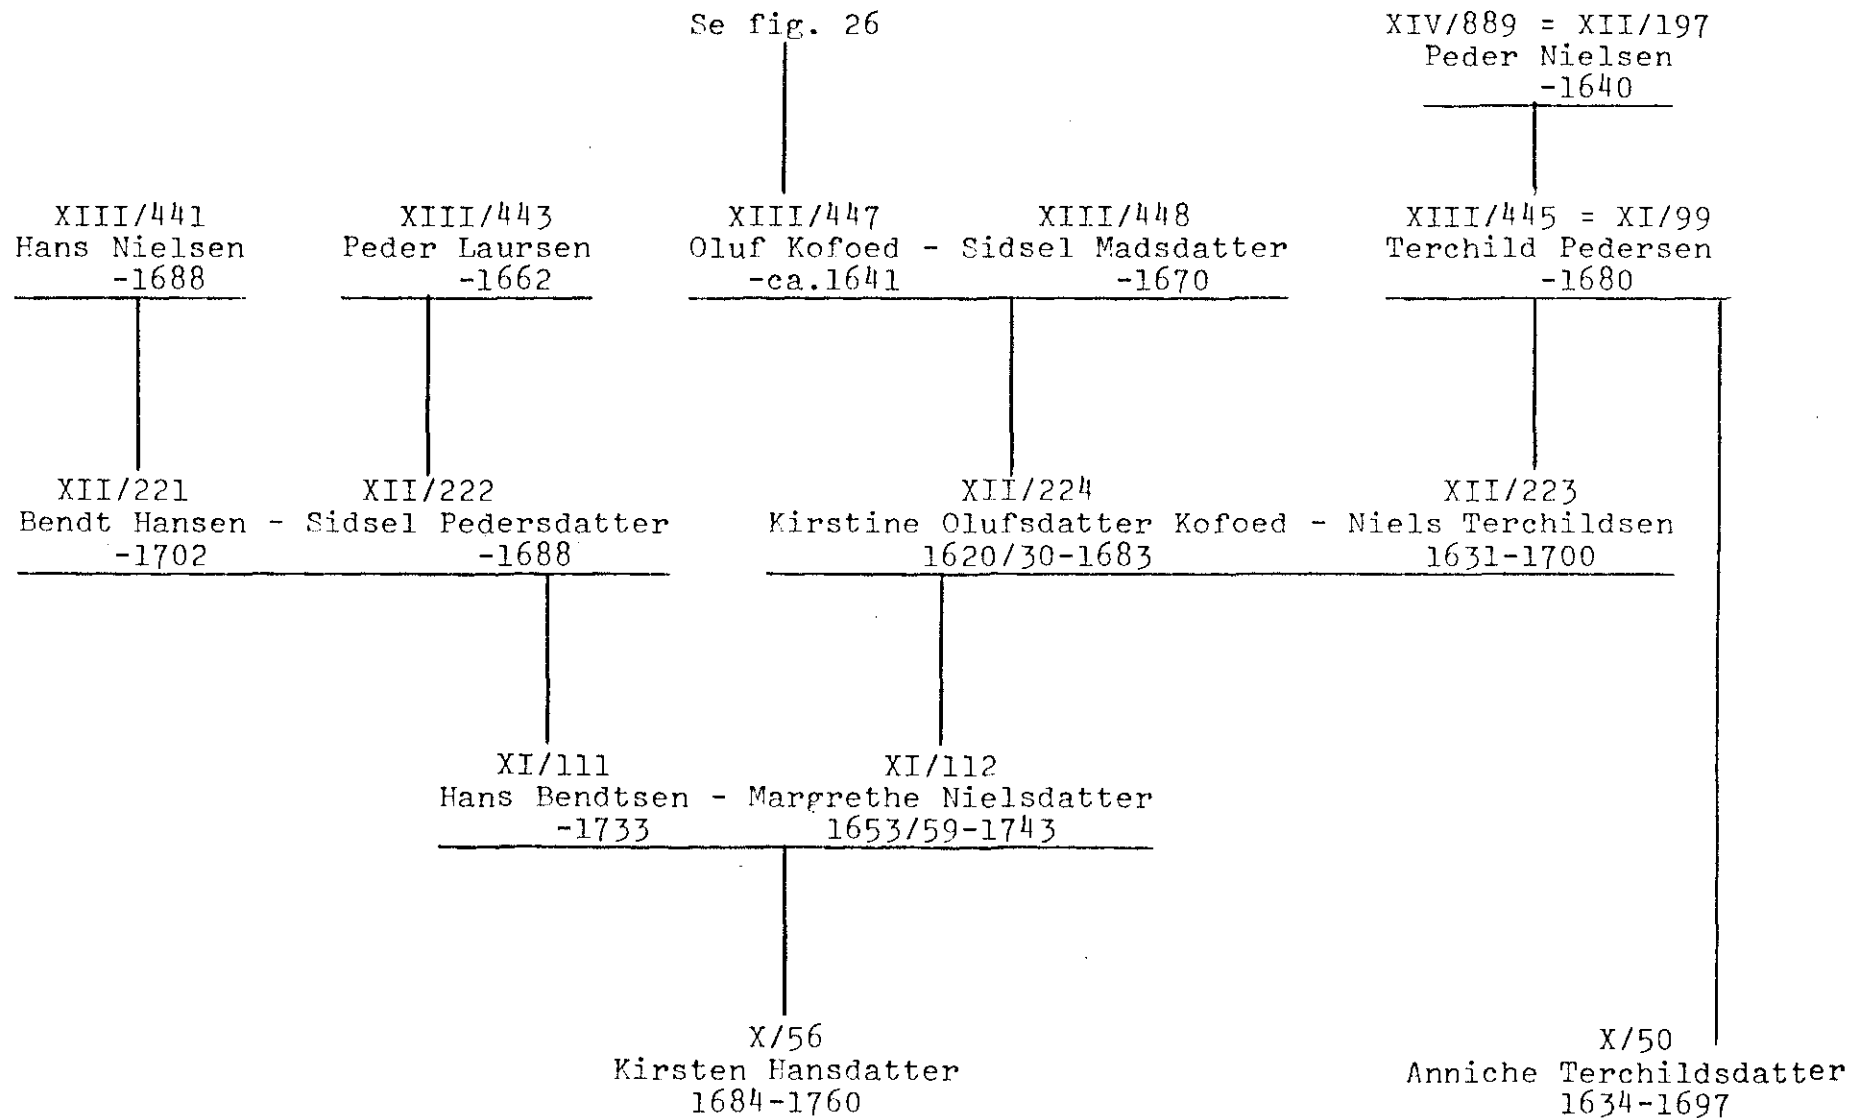 Se fig. 26
XIV/889 = XII/197
Peder Nielsen
-1640
XIII/441
Hans Nielsen
-1688
XIII/443
Peder Laursen
-1662
XIII/447 XIII/448
Oluf Kofoed - Sidsel Madsdatter
-ca.1641 -1670
XIII/445 = XI/99
Terchild Pedersen
-1680
XII/221 XII/222
Bendt Hansen - Sidsel Pedersdatter
-1702 -1688
XII/224 XII/223
Kirstine Olufsdatter Kofoed - Niels Terchildsen
1620/30-1683 1631-1700
XI/111 XI/112
Hans Bendtsen - Margrethe Nielsdatter
-1733 1653/59-1743
X/56
Kirsten Hansdatter
1684-1760
X/50
Anniche Terchildsdatter
1634-1697